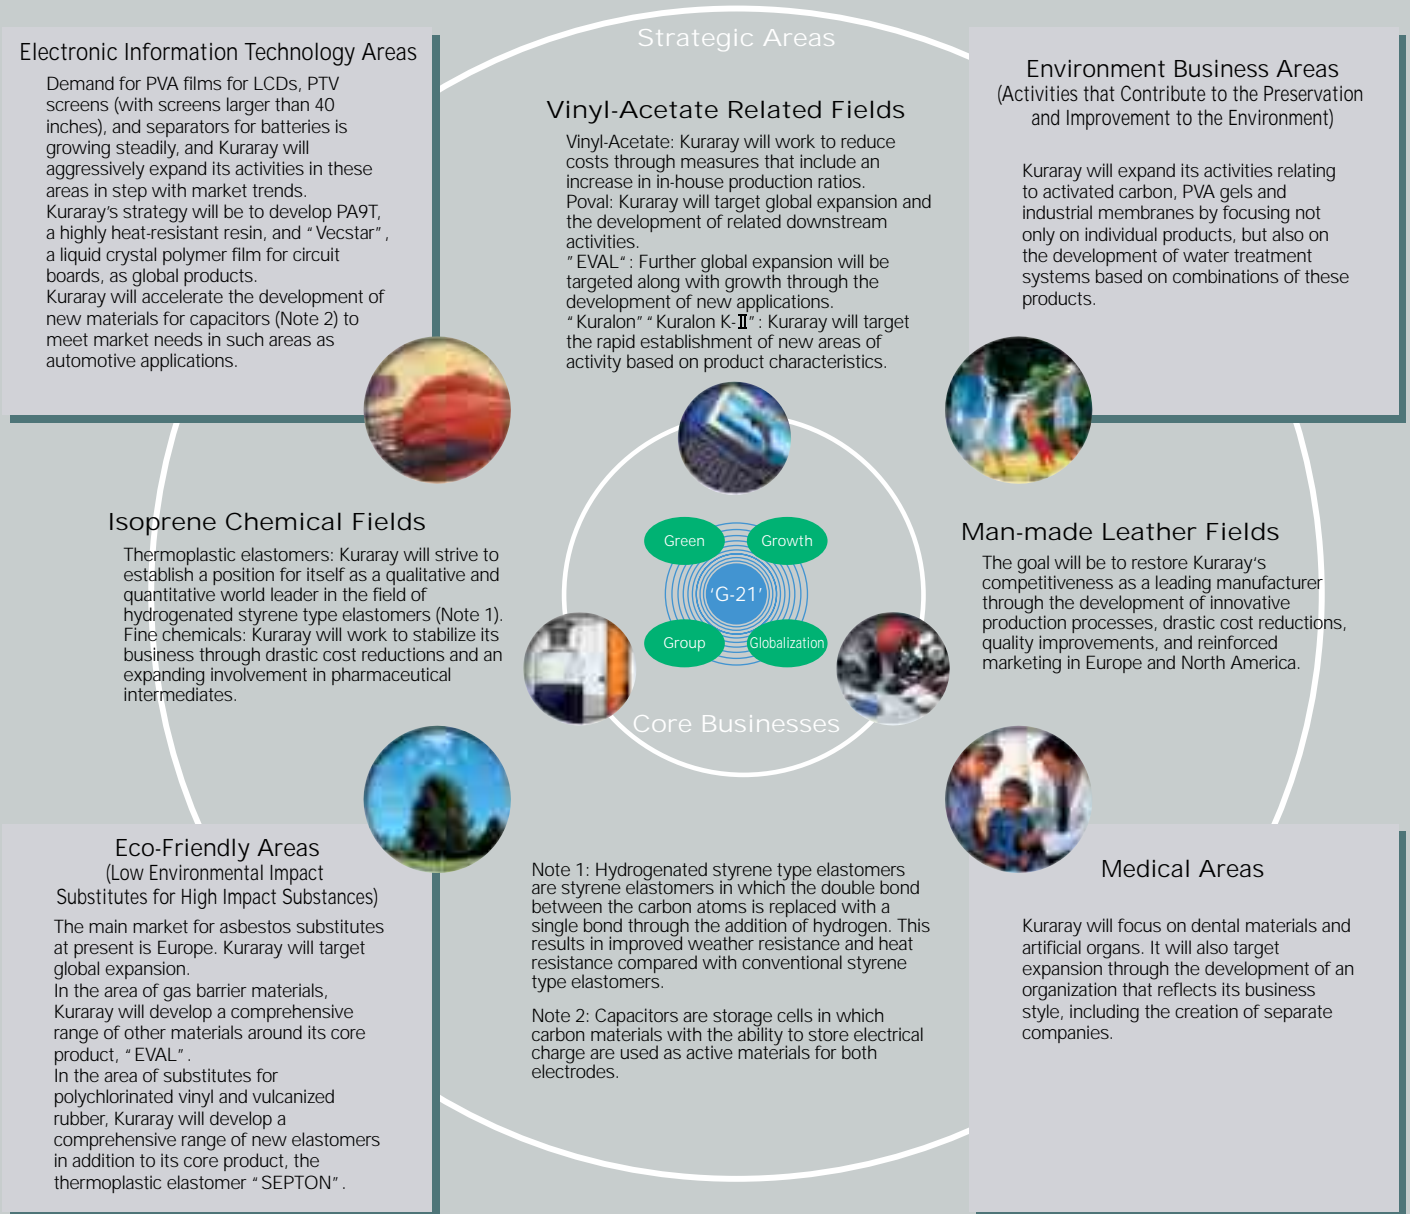 Strategic Areas
Electronic Information Technology Areas
Demand for PVA films for LCDs, PTV
screens (with screens larger than 40
inches), and separators for batteries is
growing steadily, and Kuraray will
aggressively expand its activities in these
areas in step with market trends.
Kuraray's strategy will be to develop PA9T,
a highly heat-resistant resin, and “Vecstar”,
a liquid crystal polymer film for circuit
boards, as global products.
Kuraray will accelerate the development of
new materials for capacitors (Note 2) to
meet market needs in such areas as
automotive applications.
Vinyl-Acetate Related Fields
Vinyl-Acetate: Kuraray will work to reduce
costs through measures that include an
increase in in-house production ratios.
Poval: Kuraray will target global expansion and
the development of related downstream
activities.
”EVAL“: Further global expansion will be
targeted along with growth through the
development of new applications.
“Kuralon” “Kuralon K-Ⅱ”: Kuraray will target
the rapid establishment of new areas of
activity based on product characteristics.
Environment Business Areas
(Activities that Contribute to the Preservation
and Improvement to the Environment)
Kuraray will expand its activities relating
to activated carbon, PVA gels and
industrial membranes by focusing not
only on individual products, but also on
the development of water treatment
systems based on combinations of these
products.
Isoprene Chemical Fields
Thermoplastic elastomers: Kuraray will strive to
establish a position for itself as a qualitative and
quantitative world leader in the field of
hydrogenated styrene type elastomers (Note 1).
Fine chemicals: Kuraray will work to stabilize its
business through drastic cost reductions and an
expanding involvement in pharmaceutical
intermediates.
Green
Growth
'G-21'
Group
Globalization
Core Businesses
Man-made Leather Fields
The goal will be to restore Kuraray's
competitiveness as a leading manufacturer
through the development of innovative
production processes, drastic cost reductions,
quality improvements, and reinforced
marketing in Europe and North America.
Eco-Friendly Areas
(Low Environmental Impact
Substitutes for High Impact Substances)
The main market for asbestos substitutes
at present is Europe. Kuraray will target
global expansion.
In the area of gas barrier materials,
Kuraray will develop a comprehensive
range of other materials around its core
product, “EVAL”.
In the area of substitutes for
polychlorinated vinyl and vulcanized
rubber, Kuraray will develop a
comprehensive range of new elastomers
in addition to its core product, the
thermoplastic elastomer “SEPTON”.
Note 1: Hydrogenated styrene type elastomers
are styrene elastomers in which the double bond
between the carbon atoms is replaced with a
single bond through the addition of hydrogen. This
results in improved weather resistance and heat
resistance compared with conventional styrene
type elastomers.
Note 2: Capacitors are storage cells in which
carbon materials with the ability to store electrical
charge are used as active materials for both
electrodes.
Medical Areas
Kuraray will focus on dental materials and
artificial organs. It will also target
expansion through the development of an
organization that reflects its business
style, including the creation of separate
companies.